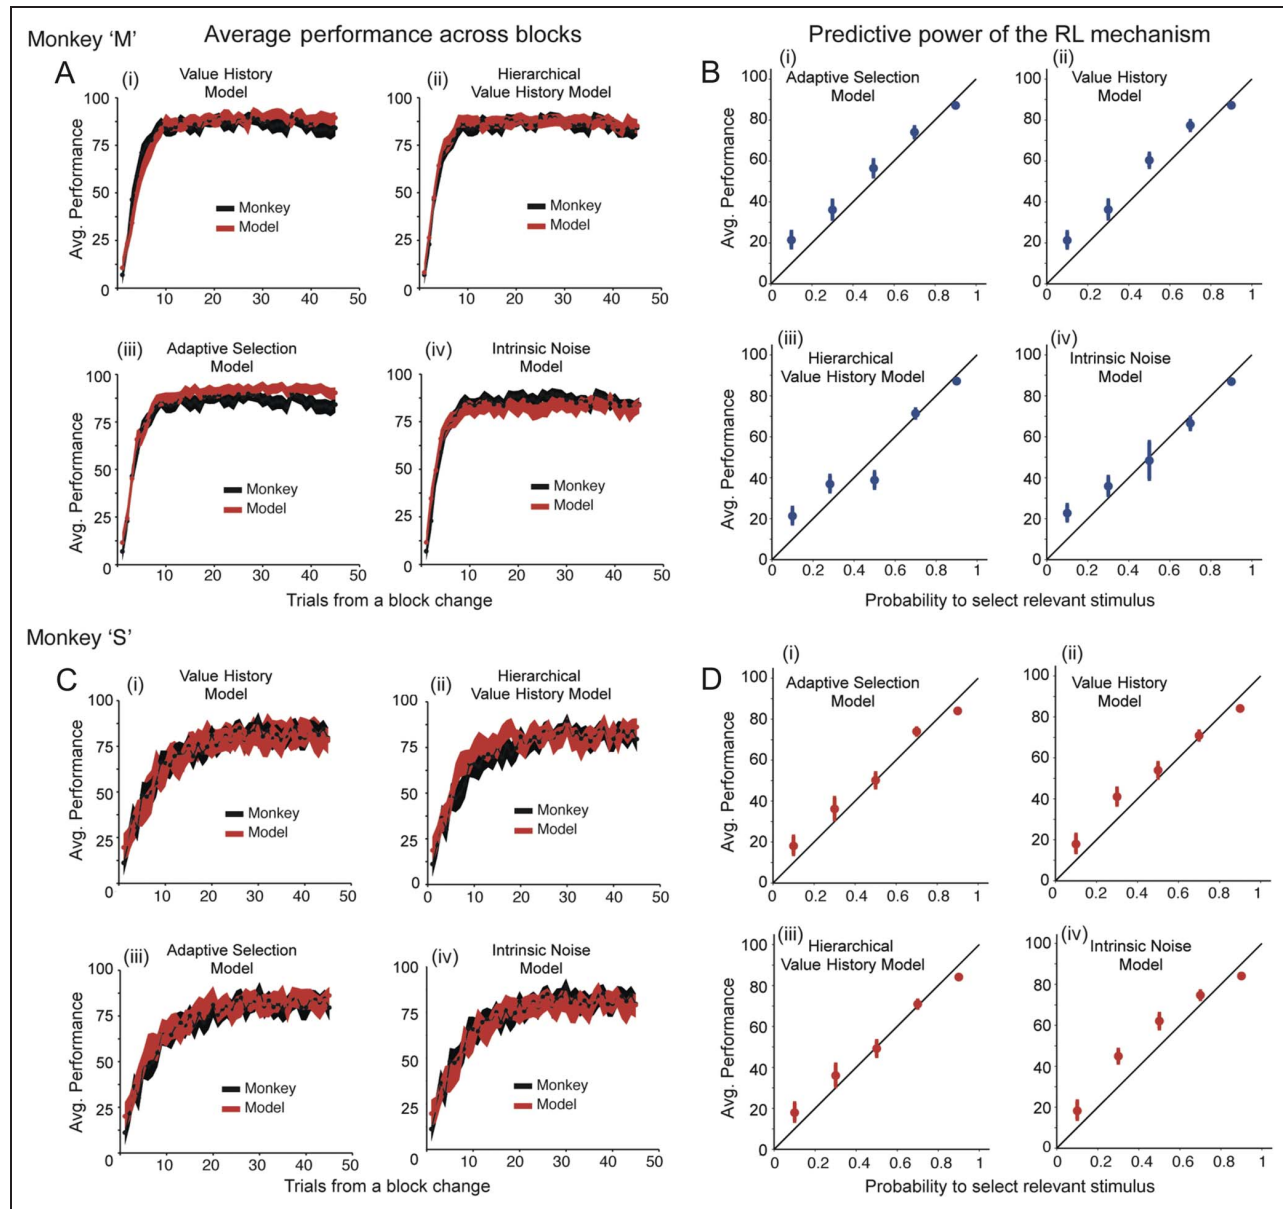 Monkey ‘M’
Average performance across blocks
Predictive power of the RL mechanism
A
(i)
Value History
Model
100
75
50
25
Avg. Performance
Monkey
Model
10
20
30
40
50
(ii)
Hierarchical
Value History Model
100
75
50
25
Monkey
Model
10
20
30
40
50
B
(i)
Adaptive Selection
Model
100
80
60
40
20
0
Avg. Performance
0
0.2
0.4
0.6
0.8
1
(ii)
Value History
Model
100
80
60
40
20
0
0
0.2
0.4
0.6
0.8
1
(iii)
Adaptive Selection
Model
100
75
50
25
0
Avg. Performance
Monkey
Model
10
20
30
40
50
(iv)
Intrinsic Noise
Model
100
75
50
25
0
Monkey
Model
10
20
30
40
50
Trials from a block change
(iii)
Hierarchical
Value History Model
100
80
60
40
20
0
Avg. Performance
0
0.2
0.4
0.6
0.8
1
(iv)
Intrinsic Noise
Model
100
80
60
40
20
0
0
0.2
0.4
0.6
0.8
1
Probability to select relevant stimulus
Monkey ‘S’
C
(i)
Value History
Model
100
75
50
25
0
Avg. Performance
Monkey
Model
0
10
20
30
40
50
(ii)
Hierarchical
Value History Model
100
75
50
25
0
Monkey
Model
0
10
20
30
40
50
D
(i)
Adaptive Selection
Model
100
80
60
40
20
0
Avg. Performance
0
0.2
0.4
0.6
0.8
1
(ii)
Value History
Model
100
80
60
40
20
0
0
0.2
0.4
0.6
0.8
1
(iii)
Adaptive Selection
Model
100
75
50
25
0
Avg. Performance
Monkey
Model
0
10
20
30
40
50
(iv)
Intrinsic Noise
Model
100
75
50
25
0
Monkey
Model
0
10
20
30
40
50
Trials from a block change
(iii)
Hierarchical
Value History Model
100
80
60
40
20
0
Avg. Performance
0
0.2
0.4
0.6
0.8
1
(iv)
Intrinsic Noise
Model
100
80
60
40
20
0
0
0.2
0.4
0.6
0.8
1
Probability to select relevant stimulus